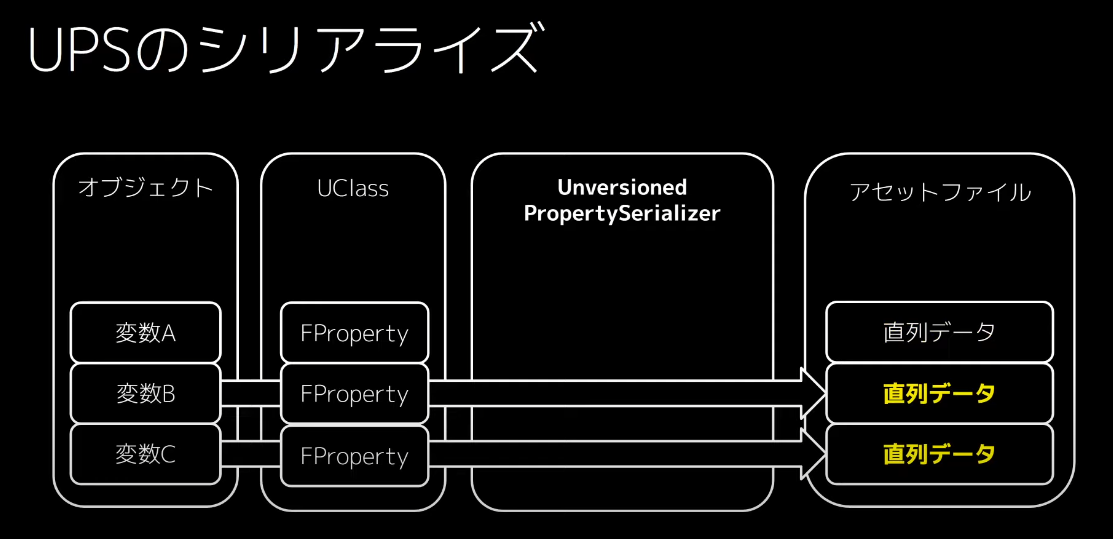 UPSのシリアライズ
オブジェクト
UClass
Unversioned
PropertySerializer
アセットファイル
変数A
FProperty
直列データ
変数B
FProperty
直列データ
変数C
FProperty
直列データ